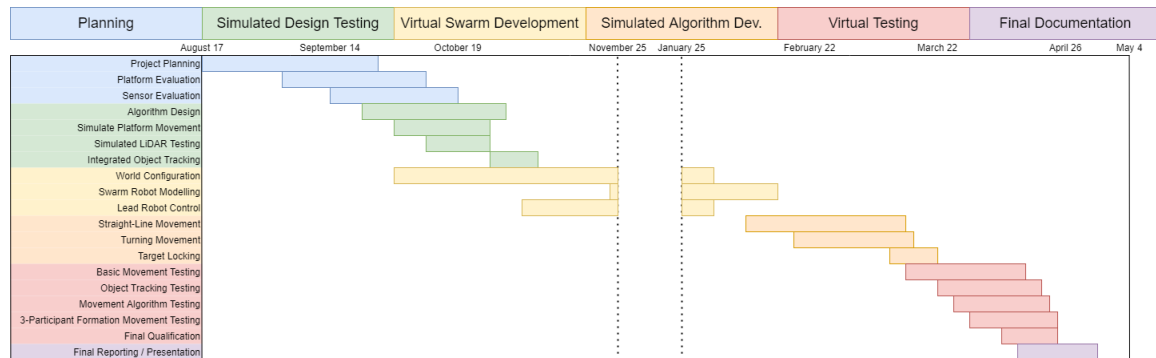 Planning Simulated Design Testing Virtual Swarm Development Simulated Algorithm Dev. Virtual Testing Final Documentation
August 17 September 14 October 19 November 25 January 25 February 22 March 22 April 26 May 4
Project Planning
Platform Evaluation
Sensor Evaluation
Algorithm Design
Simulate Platform Movement
Simulated LiDAR Testing
Integrated Object Tracking
World Configuration
Swarm Robot Modelling
Lead Robot Control
Straight-Line Movement
Turning Movement
Target Locking
Basic Movement Testing
Object Tracking Testing
Movement Algorithm Testing
3-Participant Formation Movement Testing
Final Qualification
Final Reporting / Presentation